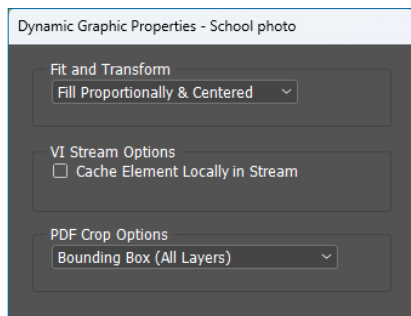 Dynamic Graphic Properties - School photo
Fit and Transform
Fill Proportionally & Centered
VI Stream Options
Cache Element Locally in Stream
PDF Crop Options
Bounding Box (All Layers)